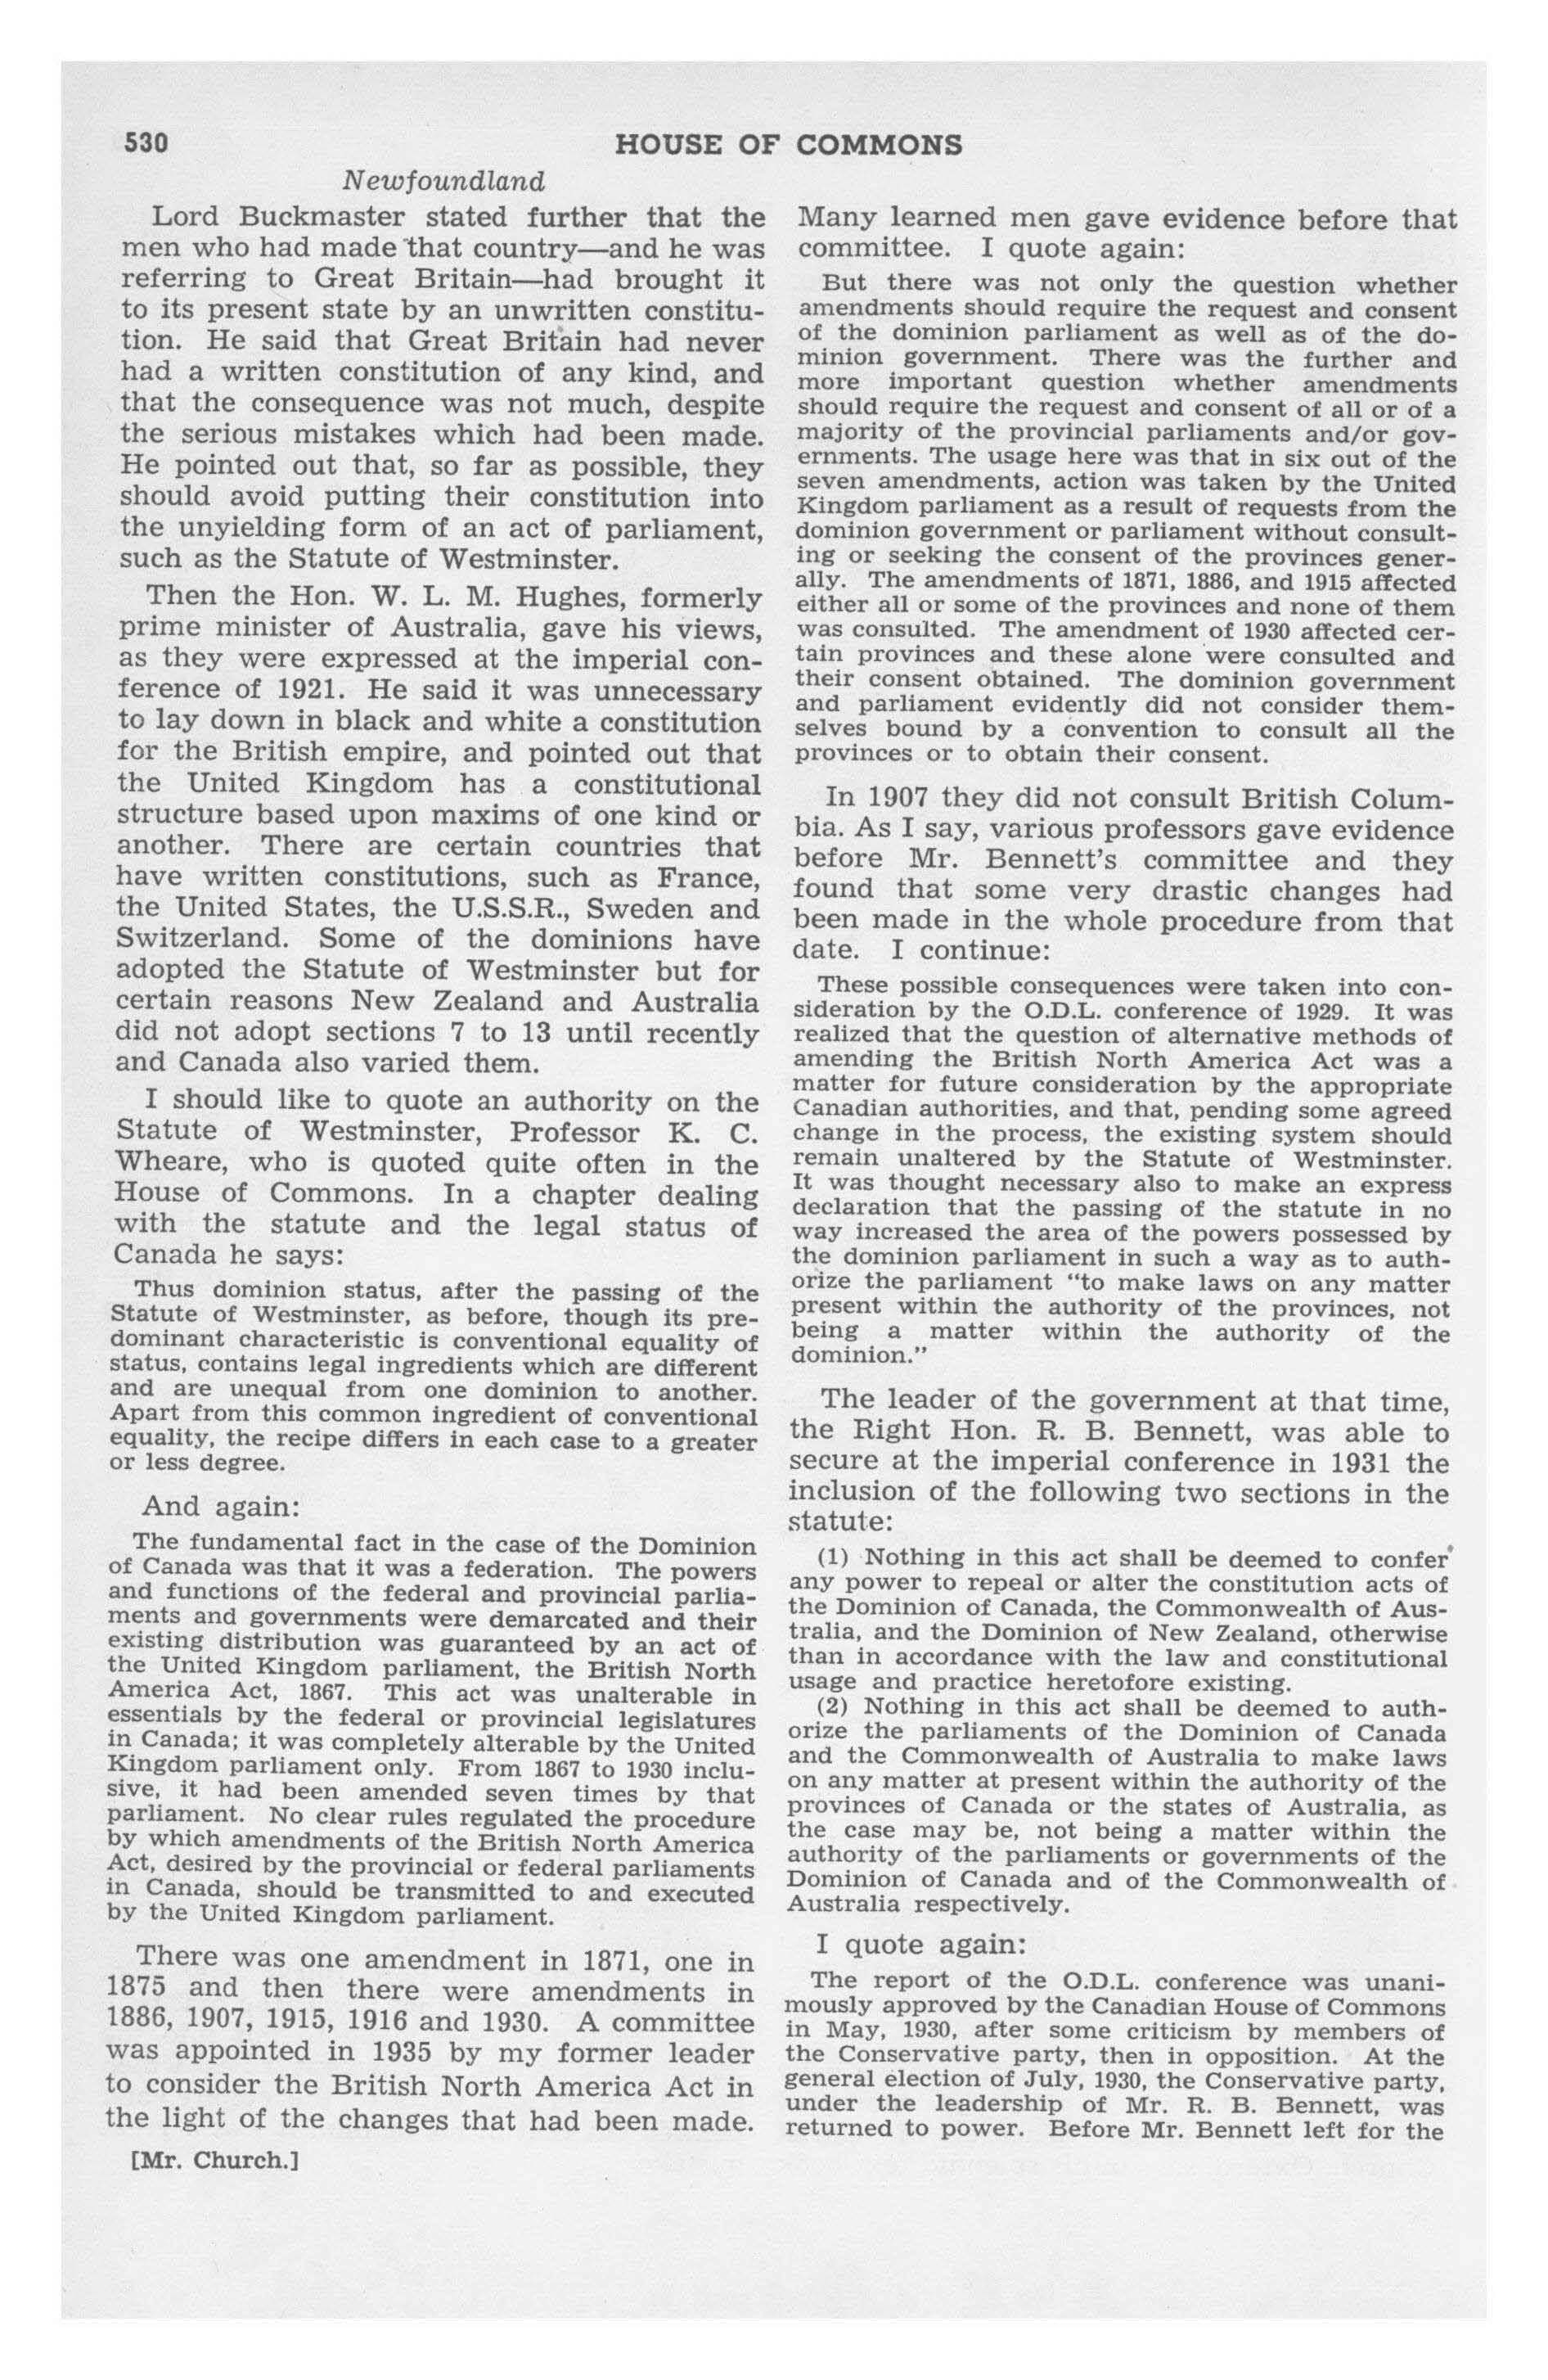 530
HOUSE OF COMMONS
Newfoundland
Lord Buckmaster stated further that the
men who had made that country—and he was
referring to Great Britain—had brought it
to its present state by an unwritten constitu-
tion. He said that Great Britain had never
had a written constitution of any kind, and
that the consequence was not much, despite
the serious mistakes which had been made.
He pointed out that, so far as possible, they
should avoid putting their constitution into
the unyielding form of an act of parliament,
such as the Statute of Westminster.
Then the Hon. W. L. M. Hughes, formerly
prime minister of Australia, gave his views,
as they were expressed at the imperial con-
ference of 1921. He said it was unnecessary
to lay down in black and white a constitution
for the British empire, and pointed out that
the United Kingdom has a constitutional
structure based upon maxims of one kind or
another. There are certain countries that
have written constitutions, such as France,
the United States, the U.S.S.R., Sweden and
Switzerland. Some of the dominions have
adopted the Statute of Westminster but for
certain reasons New Zealand and Australia
did not adopt sections 7 to 13 until recently
and Canada also varied them.
I should like to quote an authority on the
Statute of Westminster, Professor K. C.
Wheare, who is quoted quite often in the
House of Commons. In a chapter dealing
with the statute and the legal status of
Canada he says:
Thus dominion status, after the passing of the
Statute of Westminster, as before, though its pre-
dominant characteristic is conventional equality of
status, contains legal ingredients which are different
and are unequal from one dominion to another.
Apart from this common ingredient of conventional
equality, the recipe differs in each case to a greater
or less degree.
And again:
The fundamental fact in the case of the Dominion
of Canada was that it was a federation. The powers
and functions of the federal and provincial parlia-
ments and governments were demarcated and their
existing distribution was guaranteed by an act of
the United Kingdom parliament, the British North
America Act, 1867. This act was unalterable in
essentials by the federal or provincial legislatures
in Canada; it was completely alterable by the United
Kingdom parliament only. From 1867 to 1930 inclu-
sive, it had been amended seven times by that
parliament. No clear rules regulated the procedure
by which amendments of the British North America
Act, desired by the provincial or federal parliaments
in Canada, should be transmitted to and executed
by the United Kingdom parliament.
There was one amendment in 1871, one in
1875 and then there were amendments in
1886, 1907, 1915, 1916 and 1930. A committee
was appointed in 1935 by my former leader
to consider the British North America Act in
the light of the changes that had been made.
[Mr. Church.]
Many learned men gave evidence before that
committee. I quote again:
But there was not only the question whether
amendments should require the request and consent
of the dominion parliament as well as of the do-
minion government. There was the further and
more important question whether amendments
should require the request and consent of all or of a
majority of the provincial parliaments and/or gov-
ernments. The usage here was that in six out of the
seven amendments, action was taken by the United
Kingdom parliament as a result of requests from the
dominion government or parliament without consult-
ing or seeking the consent of the provinces gener-
ally. The amendments of 1871, 1886, and 1915 affected
either all or some of the provinces and none of them
was consulted. The amendment of 1930 affected cer-
tain provinces and these alone were consulted and
their consent obtained. The dominion government
and parliament evidently did not consider them-
selves bound by a convention to consult all the
provinces or to obtain their consent.
In 1907 they did not consult British Colum-
bia. As I say, various professors gave evidence
before Mr. Bennett's committee and they
found that some very drastic changes had
been made in the whole procedure from that
date. I continue:
These possible consequences were taken into con-
sideration by the O.D.L. conference of 1929. It was
realized that the question of alternative methods of
amending the British North America Act was a
matter for future consideration by the appropriate
Canadian authorities, and that, pending some agreed
change in the process, the existing system should
remain unaltered by the Statute of Westminster.
It was thought necessary also to make an express
declaration that the passing of the statute in no
way increased the area of the powers possessed by
the dominion parliament in such a way as to auth-
orize the parliament "to make laws on any matter
present within the authority of the provinces, not
being a matter within the authority of the
dominion."
The leader of the government at that time,
the Right Hon. R. B. Bennett, was able to
secure at the imperial conference in 1931 the
inclusion of the following two sections in the
statute:
(1) Nothing in this act shall be deemed to confer
any power to repeal or alter the constitution acts of
the Dominion of Canada, the Commonwealth of Aus-
tralia, and the Dominion of New Zealand, otherwise
than in accordance with the law and constitutional
usage and practice heretofore existing.
(2) Nothing in this act shall be deemed to auth-
orize the parliaments of the Dominion of Canada
and the Commonwealth of Australia to make laws
on any matter at present within the authority of the
provinces of Canada or the states of Australia, as
the case may be, not being a matter within the
authority of the parliaments or governments of the
Dominion of Canada and of the Commonwealth of
Australia respectively.
I quote again:
The report of the O.D.L. conference was unani-
mously approved by the Canadian House of Commons
in May, 1930, after some criticism by members of
the Conservative party, then in opposition. At the
general election of July, 1930, the Conservative party,
under the leadership of Mr. R. B. Bennett, was
returned to power. Before Mr. Bennett left for the